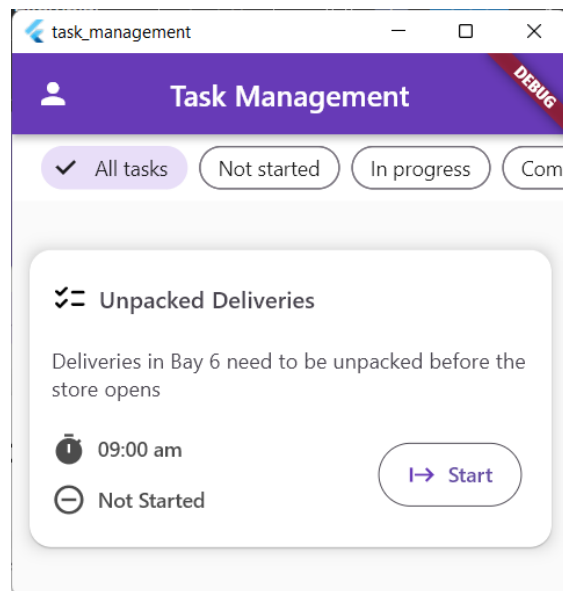 task_management
DEBUG
Task Management
All tasks
Not started
In progress
Com
Unpacked Deliveries
Deliveries in Bay 6 need to be unpacked before the
store opens
09:00 am
Start
Not Started